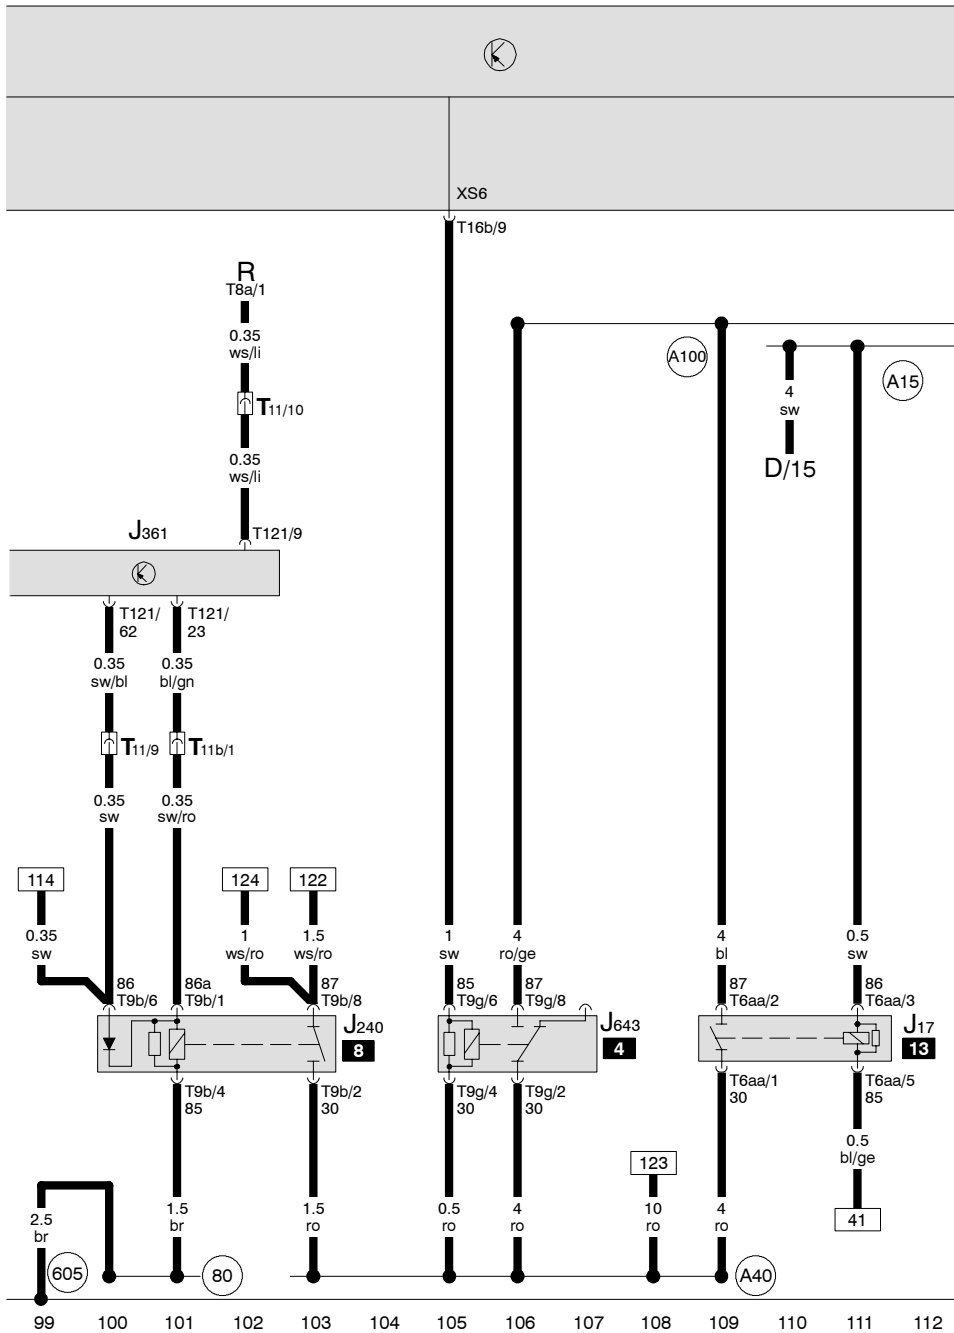 XS6
T16b/9
R
T8a/1
0.35
ws/li
A100
A15
T11/10
4
sw
0.35
ws/li
D/15
J361
T121/9
T121/
62
T121/
23
0.35
sw/bl
0.35
bl/gn
T11/9
T11b/1
0.35
sw
0.35
sw/ro
114
124
122
0.35
sw
1
ws/ro
1.5
ws/ro
1
sw
4
ro/ge
4
bl
0.5
sw
86
T9b/6
86a
T9b/1
87
T9b/8
85
T9g/6
87
T9g/8
87
T6aa/2
86
T6aa/3
J240
8
J643
4
J17
13
T9b/4
85
T9b/2
30
T9g/4
30
T9g/2
30
T6aa/1
30
T6aa/5
85
0.5
bl/ge
123
41
2.5
br
1.5
br
1.5
ro
0.5
ro
4
ro
10
ro
4
ro
605
80
A40
99 100 101 102 103 104 105 106 107 108 109 110 111 112